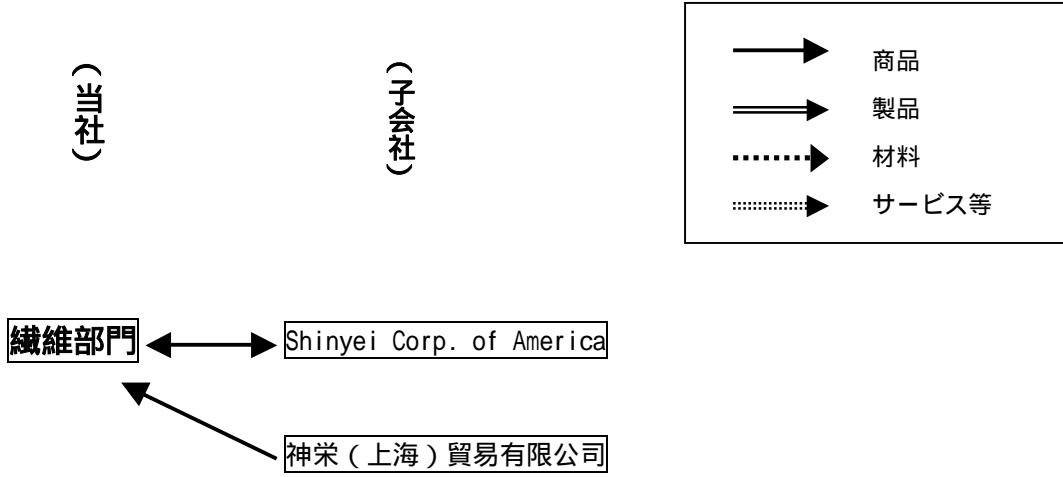 （当社）
（子会社）
商品
製品
材料
サービス等
繊維部門
Shinyei Corp. of America
神栄（上海）貿易有限公司